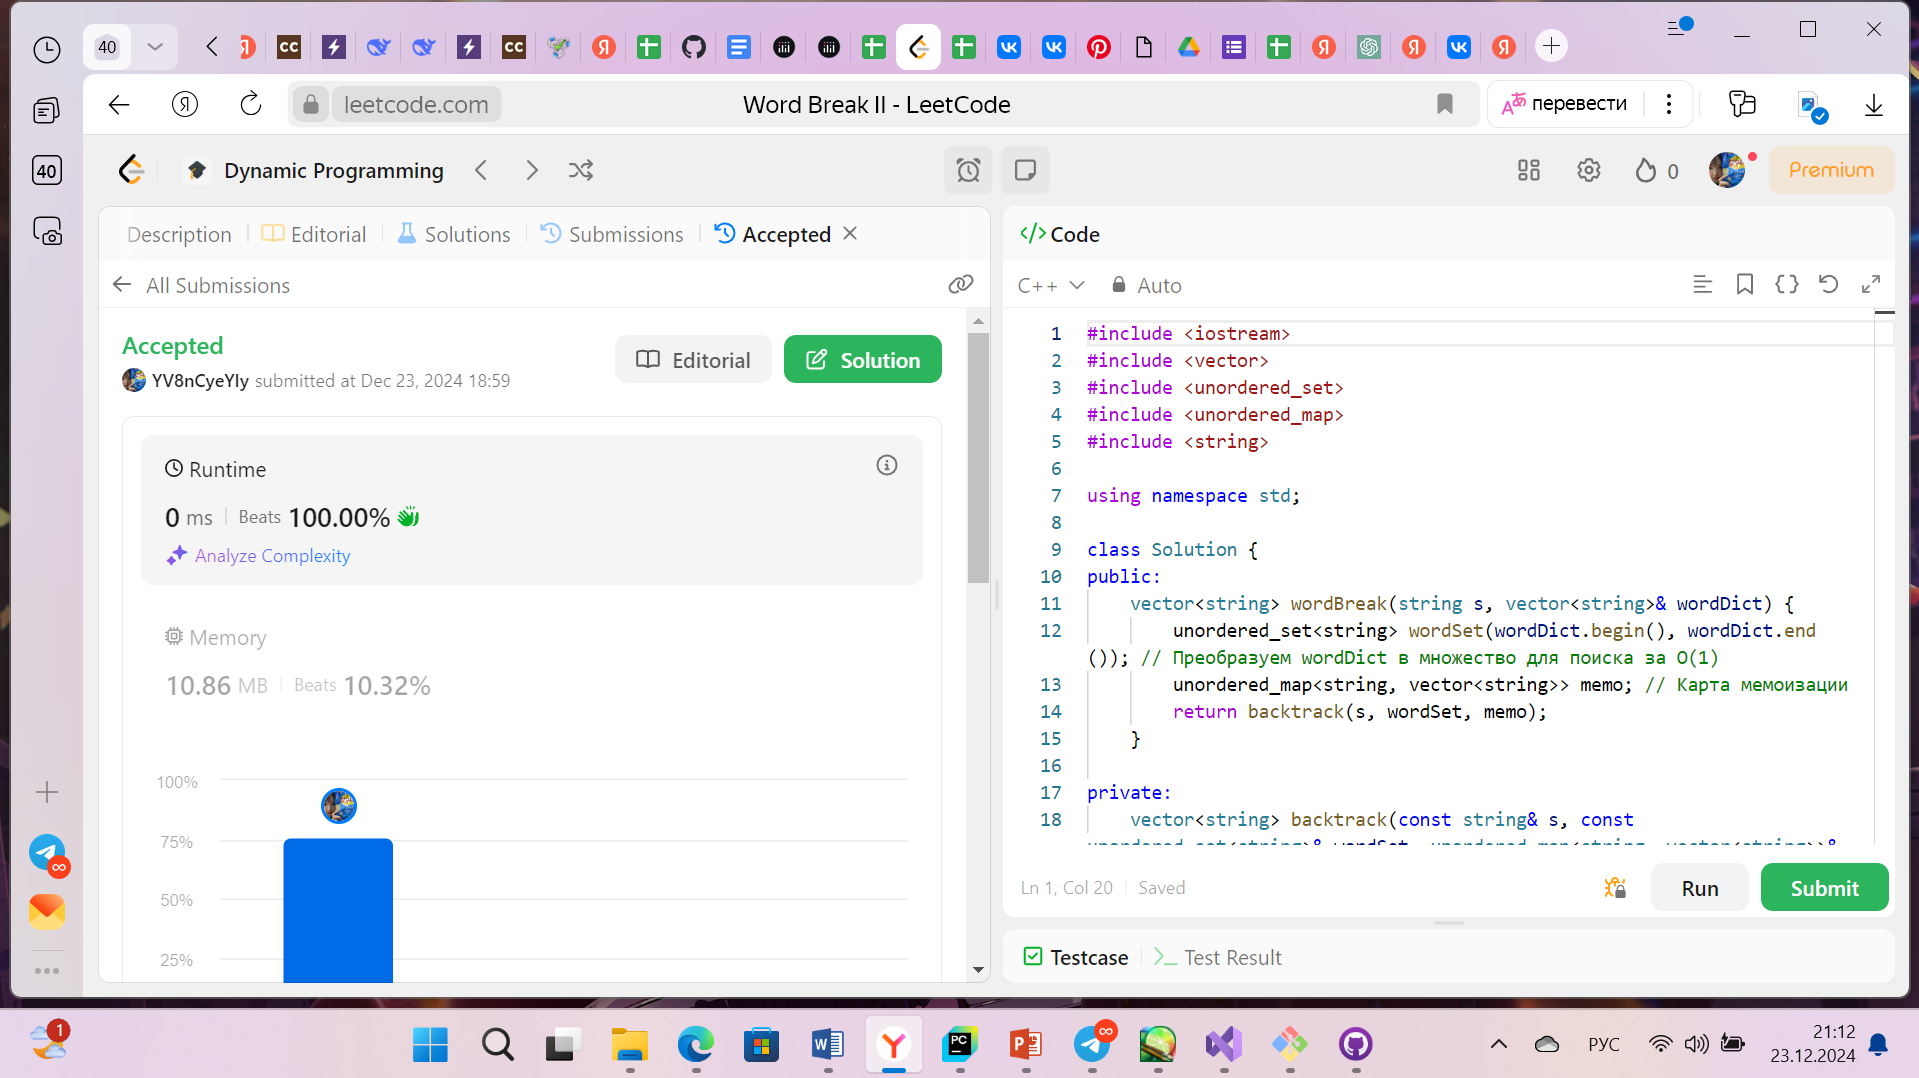 40
leetcode.com
Word Break II - LeetCode
перевести
40
Dynamic Programming
0
Premium
Description
Editorial
Solutions
Submissions
Accepted
All Submissions
Accepted
YV8nCyeYly submitted at Dec 23, 2024 18:59
Editorial
Solution
Runtime
0 ms
Beats 100.00%
Analyze Complexity
Memory
10.86 MB
Beats 10.32%
100%
75%
50%
25%
</> Code
C++
Auto
1 #include <iostream>
2 #include <vector>
3 #include <unordered_set>
4 #include <unordered_map>
5 #include <string>
6
7 using namespace std;
8
9 class Solution {
10 public:
11 vector<string> wordBreak(string s, vector<string>& wordDict) {
12 unordered_set<string> wordSet(wordDict.begin(), wordDict.end
()); // Преобразуем wordDict в множество для поиска за O(1)
13 unordered_map<string, vector<string>> memo; // Карта мемоизации
14 return backtrack(s, wordSet, memo);
15 }
16
17 private:
18 vector<string> backtrack(const string& s, const
unordered_set<string>& wordSet, unordered_map<string, vector<string>>&
Ln 1, Col 20
Saved
Run
Submit
Testcase
Test Result
1
РУС
21:12
23.12.2024